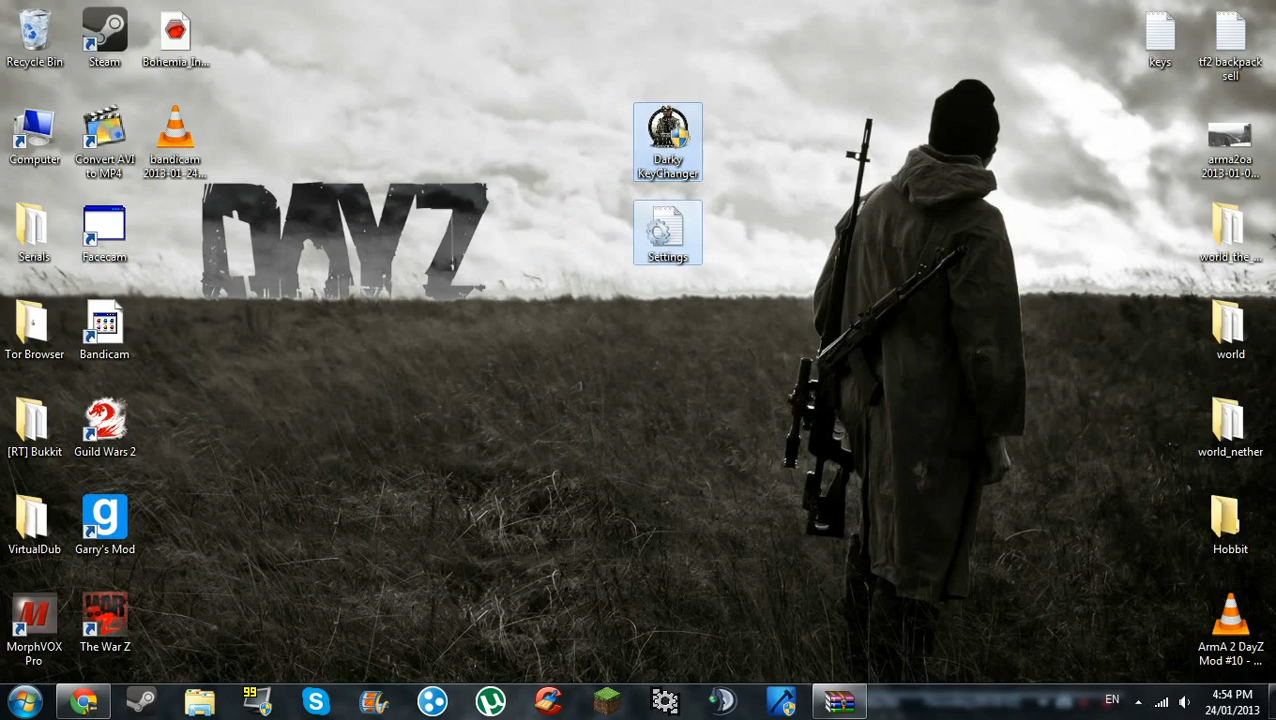 Recycle Bin
Steam
Bohemia_In...
keys
tf2 backpack
sell
Computer
Convert AVI
to MP4
bandicam
2013-01-24...
Darky
KeyChanger
arma2oa
2013-01-0...
DAYZ
Serials
Facecam
Settings
world_the_...
Tor Browser
Bandicam
world
[RT] Bukkit
Guild Wars 2
world_nether
VirtualDub
g
Garry's Mod
Hobbit
M
WAR
Z
MorphVOX
Pro
The War Z
ArmA 2 DayZ
Mod #10 - ...
99
S
µ
EN
4:54 PM
24/01/2013